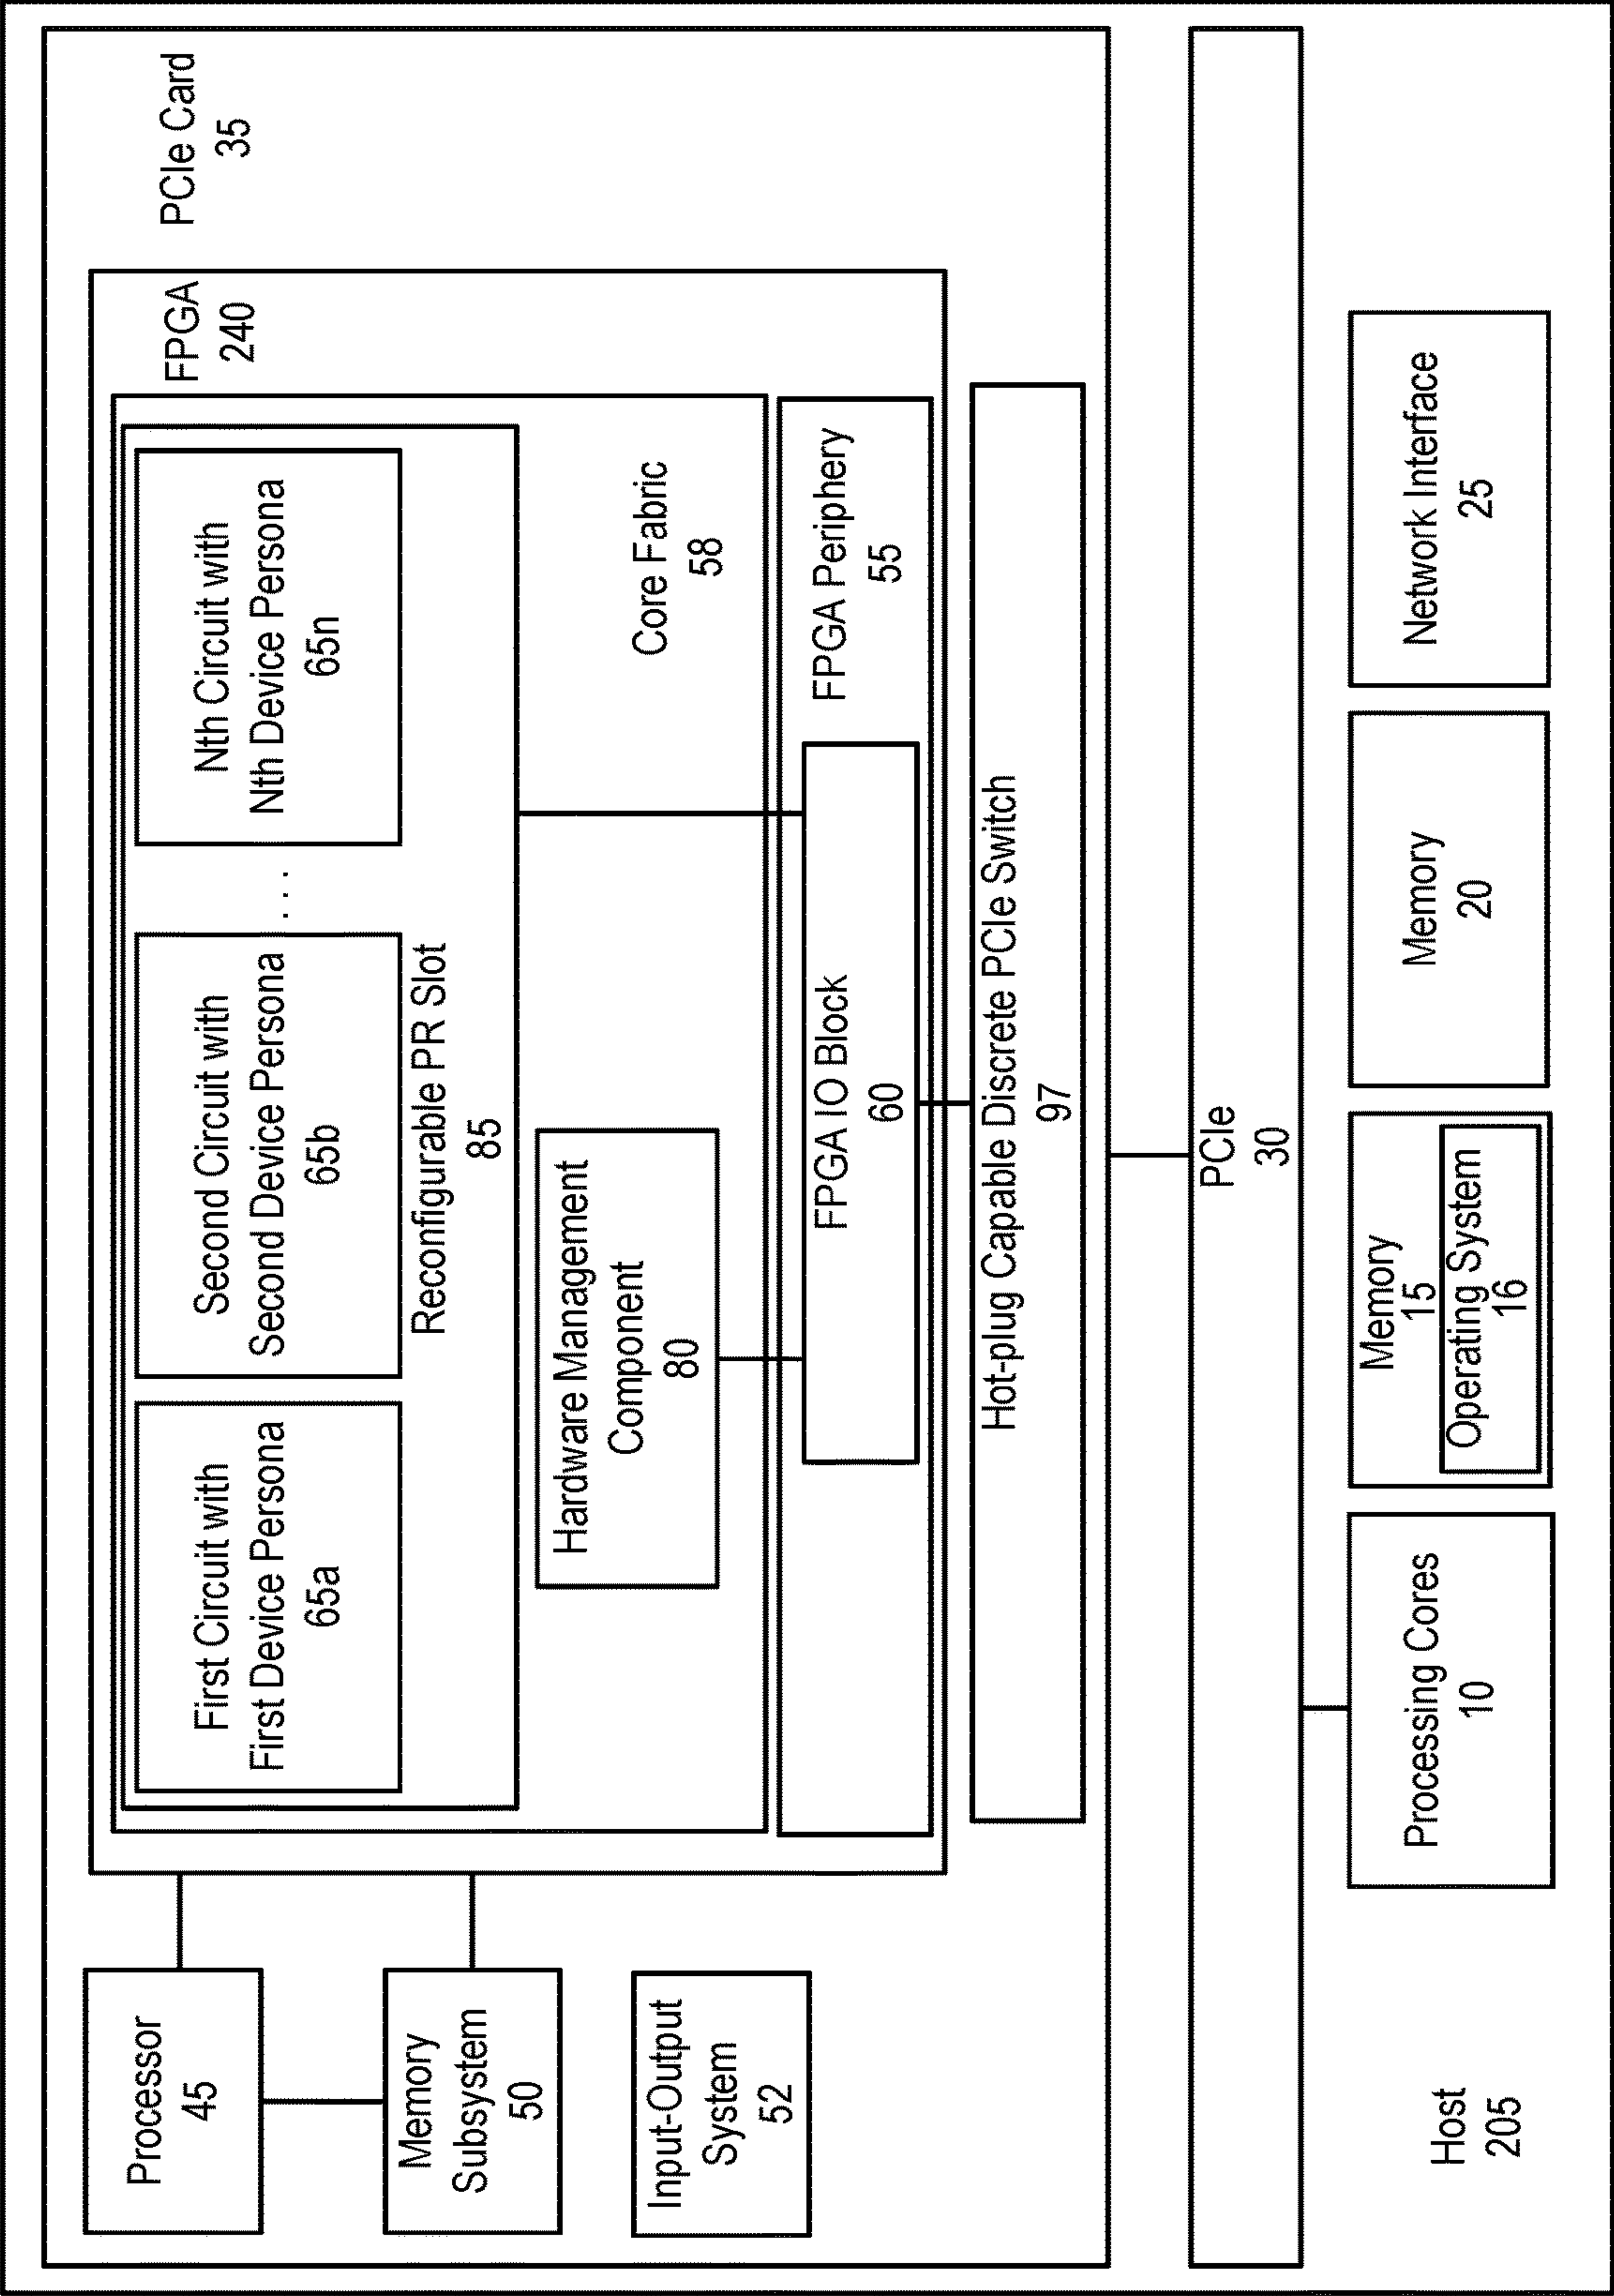 PCIe Card
35
FPGA
240
Processor
45
Memory
Subsystem
50
Input-Output
System
52
First Circuit with
First Device Persona
65a
Second Circuit with
Second Device Persona
65b
. . .
Nth Circuit with
Nth Device Persona
65n
Reconfigurable PR Slot
85
Hardware Management
Component
80
Core Fabric
58
FPGA Periphery
55
FPGA IO Block
60
Hot-plug Capable Discrete PCIe Switch
97
PCIe
30
Host
205
Processing Cores
10
Memory
15
Operating System
16
Memory
20
Network Interface
25